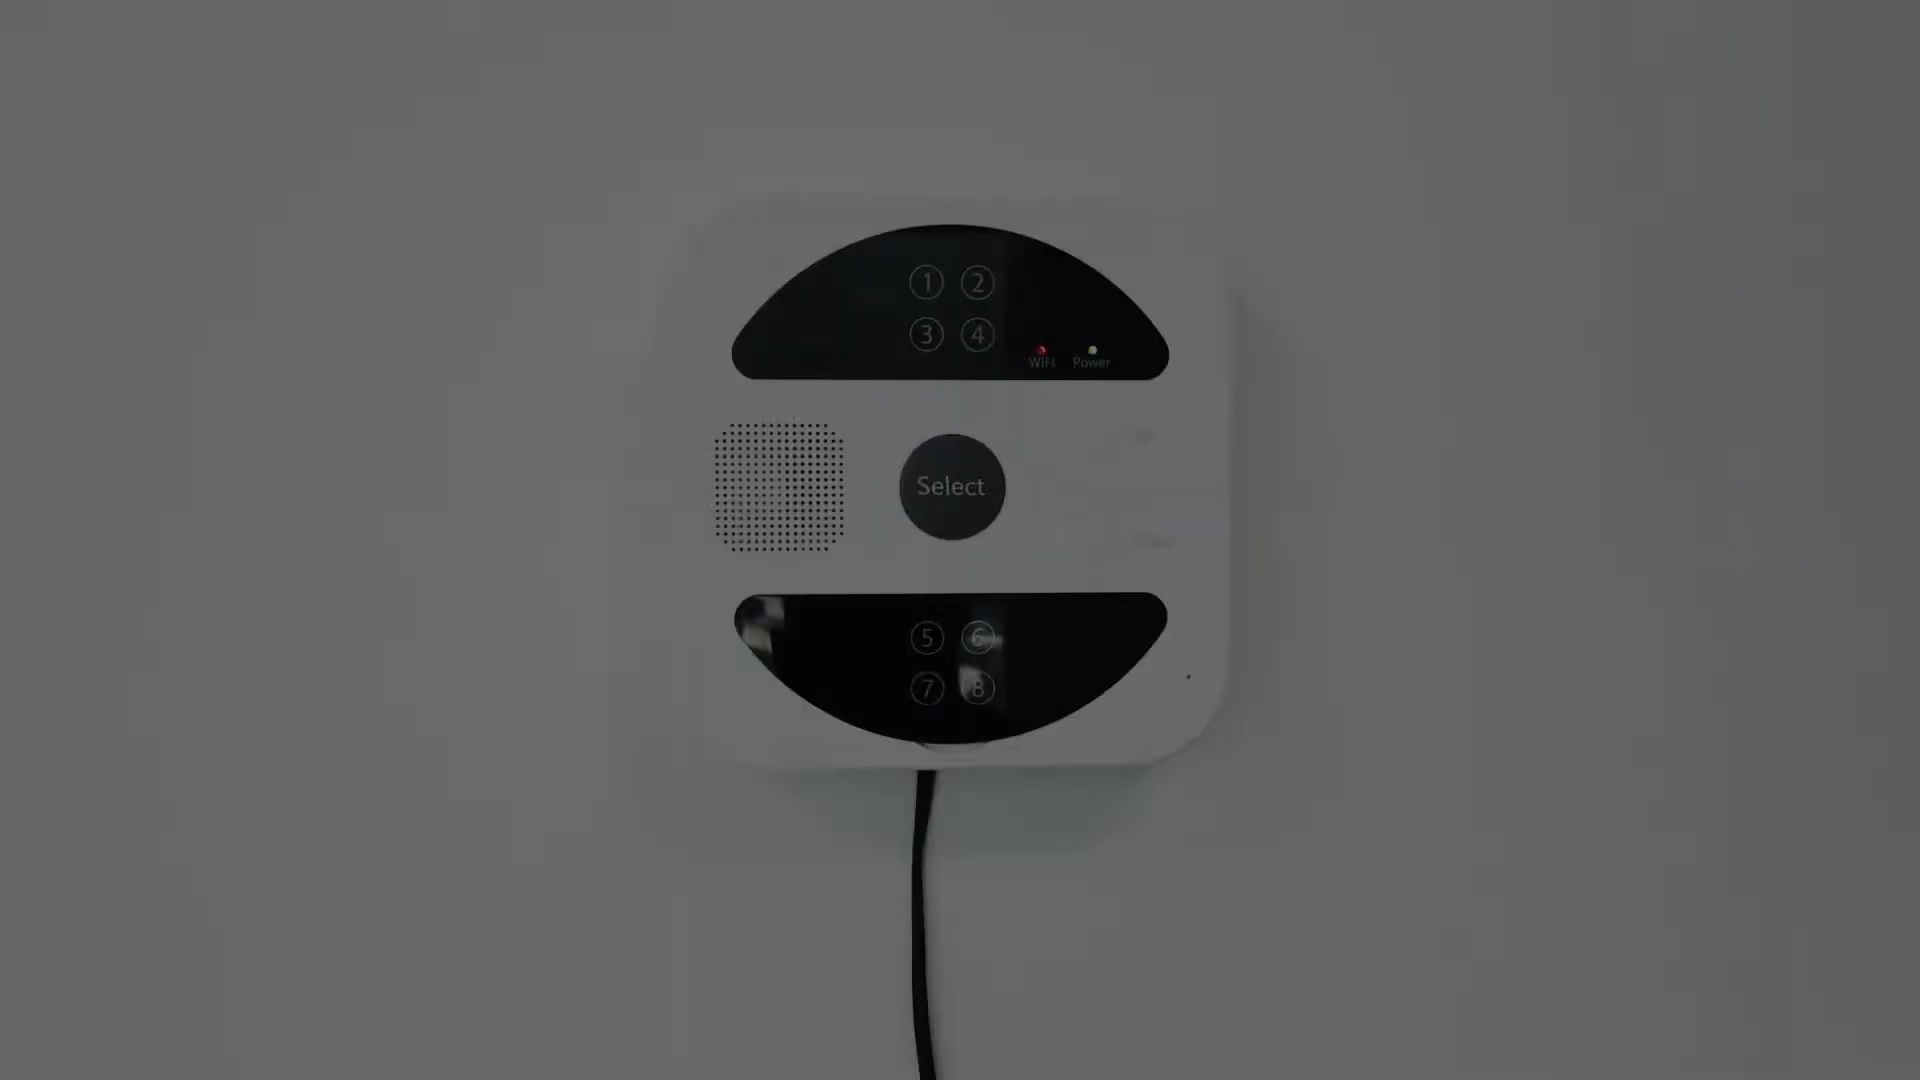 ① ②
③ ④
WIFI Power
Select
⑤ ⑥
⑦ ⑧